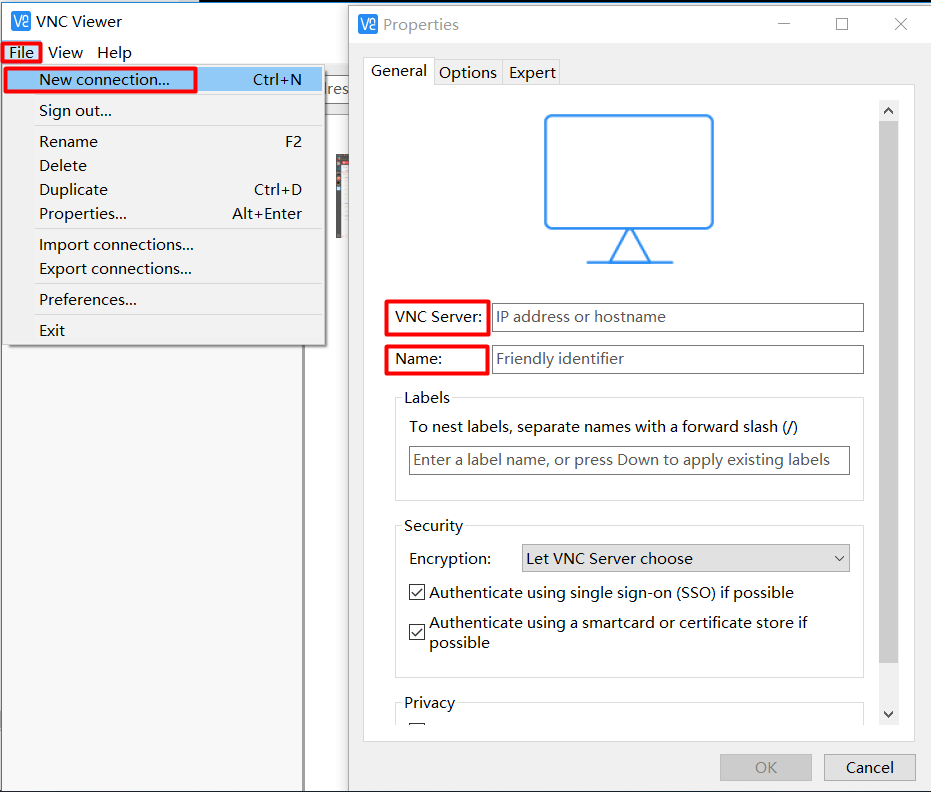 VNC Viewer
File View Help
New connection... Ctrl+N
Sign out...
Rename F2
Delete
Duplicate Ctrl+D
Properties... Alt+Enter
Import connections...
Export connections...
Preferences...
Exit
Properties
General Options Expert
VNC Server: IP address or hostname
Name: Friendly identifier
Labels
To nest labels, separate names with a forward slash (/)
Enter a label name, or press Down to apply existing labels
Security
Encryption: Let VNC Server choose
Authenticate using single sign-on (SSO) if possible
Authenticate using a smartcard or certificate store if
possible
Privacy
OK Cancel